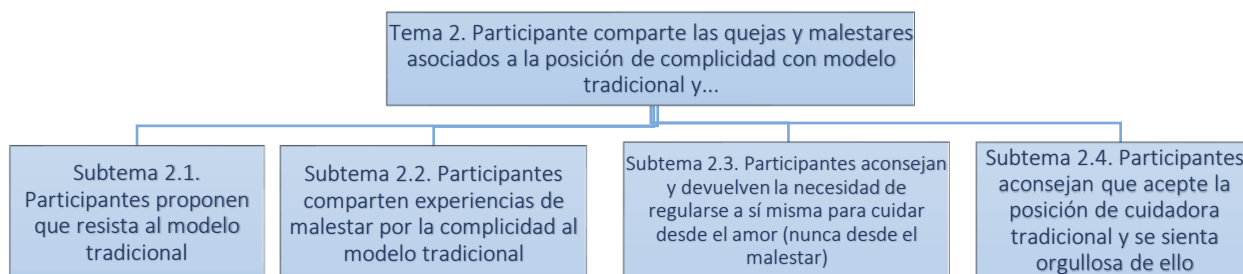 Tema 2. Participante comparte las quejas y malestares
asociados a la posición de complicidad con modelo
tradicional y...
Subtema 2.1.
Participantes proponen
que resista al modelo
tradicional
Subtema 2.2. Participantes
comparten experiencias de
malestar por la complicidad al
modelo tradicional
Subtema 2.3. Participantes aconsejan
y devuelven la necesidad de
regularse a sí misma para cuidar
desde el amor (nunca desde el
malestar)
Subtema 2.4. Participantes
aconsejan que acepte la
posición de cuidadora
tradicional y se sienta
orgullosa de ello